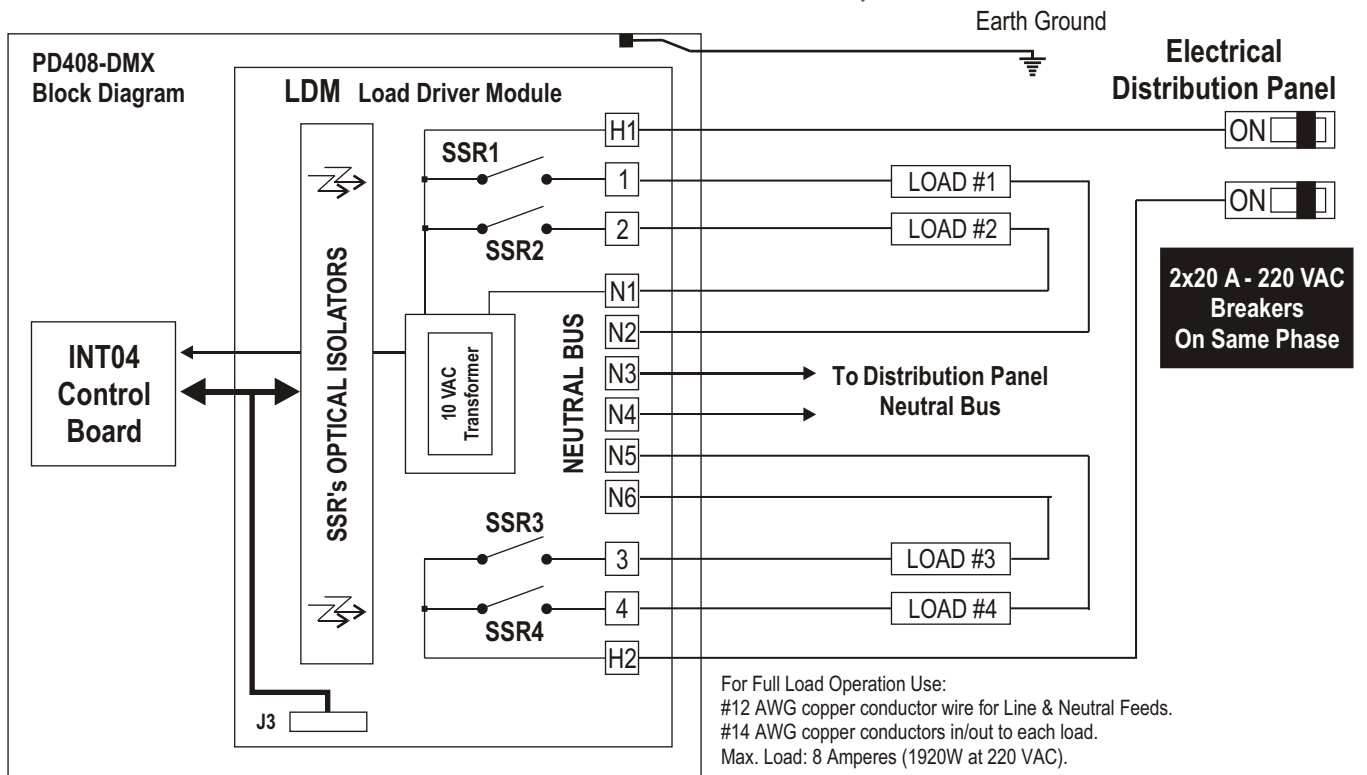 Earth Ground
PD408-DMX
Block Diagram
LDM Load Driver Module
Electrical
Distribution Panel
H1
ON
SSR1
1
LOAD #1
ON
2
LOAD #2
SSR2
SSR's OPTICAL ISOLATORS
N1
2x20 A - 220 VAC
Breakers
On Same Phase
NEUTRAL BUS
N2
INT04
Control
Board
10 VAC
Transformer
N3
To Distribution Panel
Neutral Bus
N4
N5
N6
SSR3
3
LOAD #3
4
LOAD #4
SSR4
H2
For Full Load Operation Use:
#12 AWG copper conductor wire for Line & Neutral Feeds.
#14 AWG copper conductors in/out to each load.
Max. Load: 8 Amperes (1920W at 220 VAC).
J3